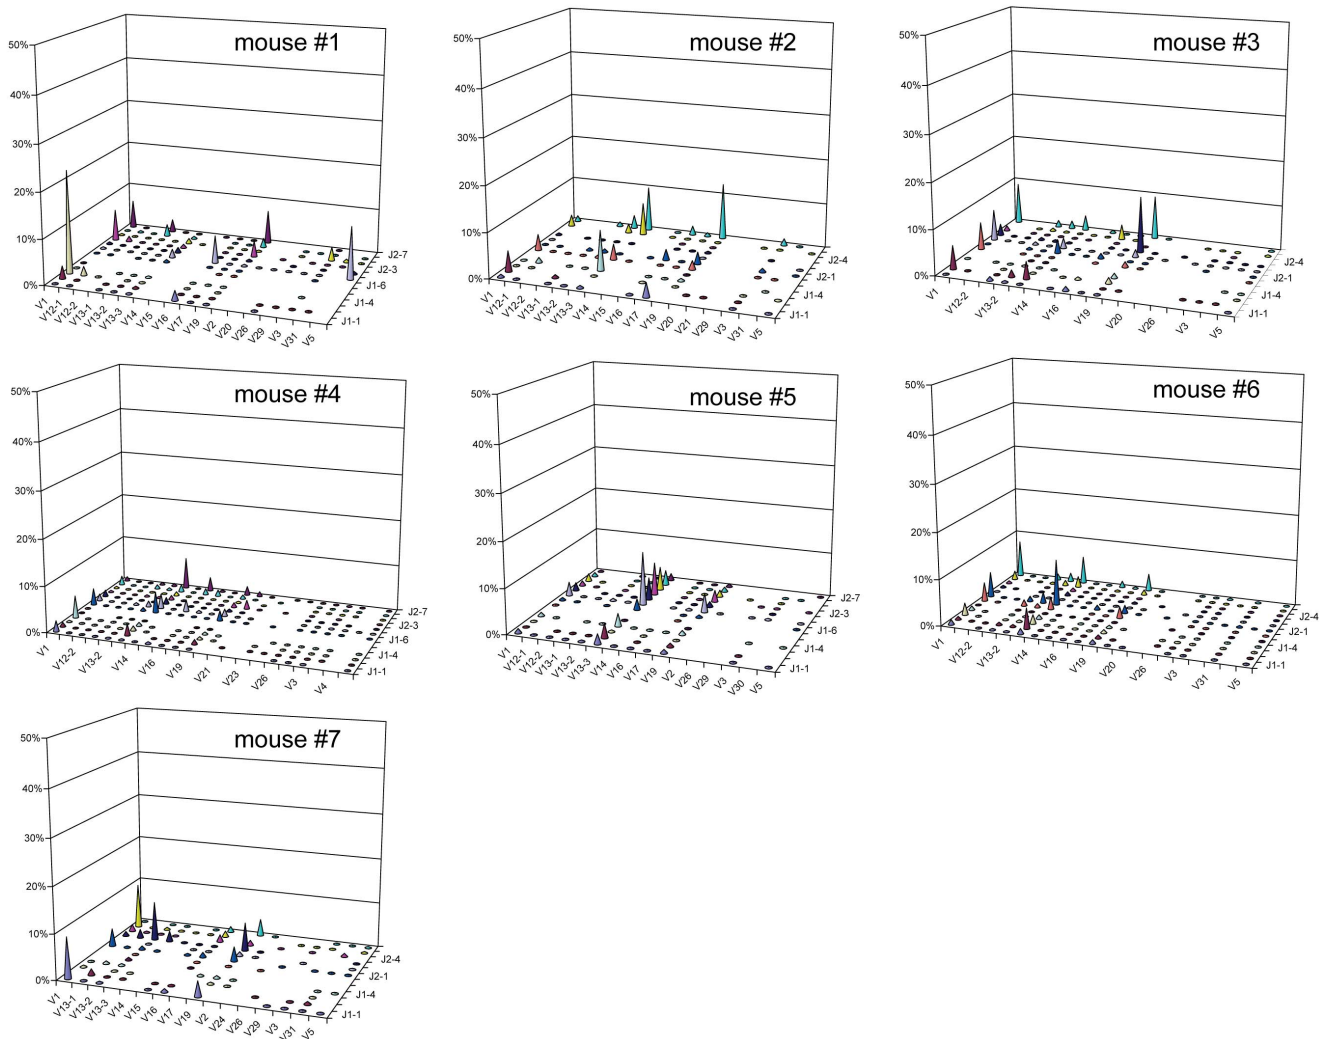 mouse #1
50%
40%
30%
20%
10%
0%
V1
V12-1
V12-2
V13-1
V13-2
V13-3
V14
V15
V16
V17
V19
V2
V20
V26
V29
V3
V31
V5
J1-1
J1-4
J1-6
J2-3
J2-7
mouse #2
50%
40%
30%
20%
10%
0%
V1
V12-1
V12-2
V13-1
V13-2
V13-3
V14
V15
V16
V17
V19
V20
V21
V29
V3
V31
V5
J1-1
J1-4
J2-1
J2-4
mouse #3
50%
40%
30%
20%
10%
0%
V1
V12-2
V13-2
V14
V16
V19
V20
V26
V3
V5
J1-1
J1-4
J2-1
J2-4
mouse #4
50%
40%
30%
20%
10%
0%
V1
V12-2
V13-2
V14
V16
V19
V21
V23
V26
V3
V4
J1-1
J1-4
J1-6
J2-3
J2-7
mouse #5
50%
40%
30%
20%
10%
0%
V1
V12-1
V12-2
V13-1
V13-2
V13-3
V14
V16
V17
V19
V2
V26
V29
V3
V30
V5
J1-1
J1-4
J1-6
J2-3
J2-7
mouse #6
50%
40%
30%
20%
10%
0%
V1
V12-2
V13-2
V14
V16
V19
V20
V26
V3
V31
V5
J1-1
J1-4
J2-1
J2-4
mouse #7
50%
40%
30%
20%
10%
0%
V1
V13-1
V13-2
V13-3
V14
V15
V16
V17
V19
V2
V24
V26
V29
V3
V31
V5
J1-1
J1-4
J2-1
J2-4